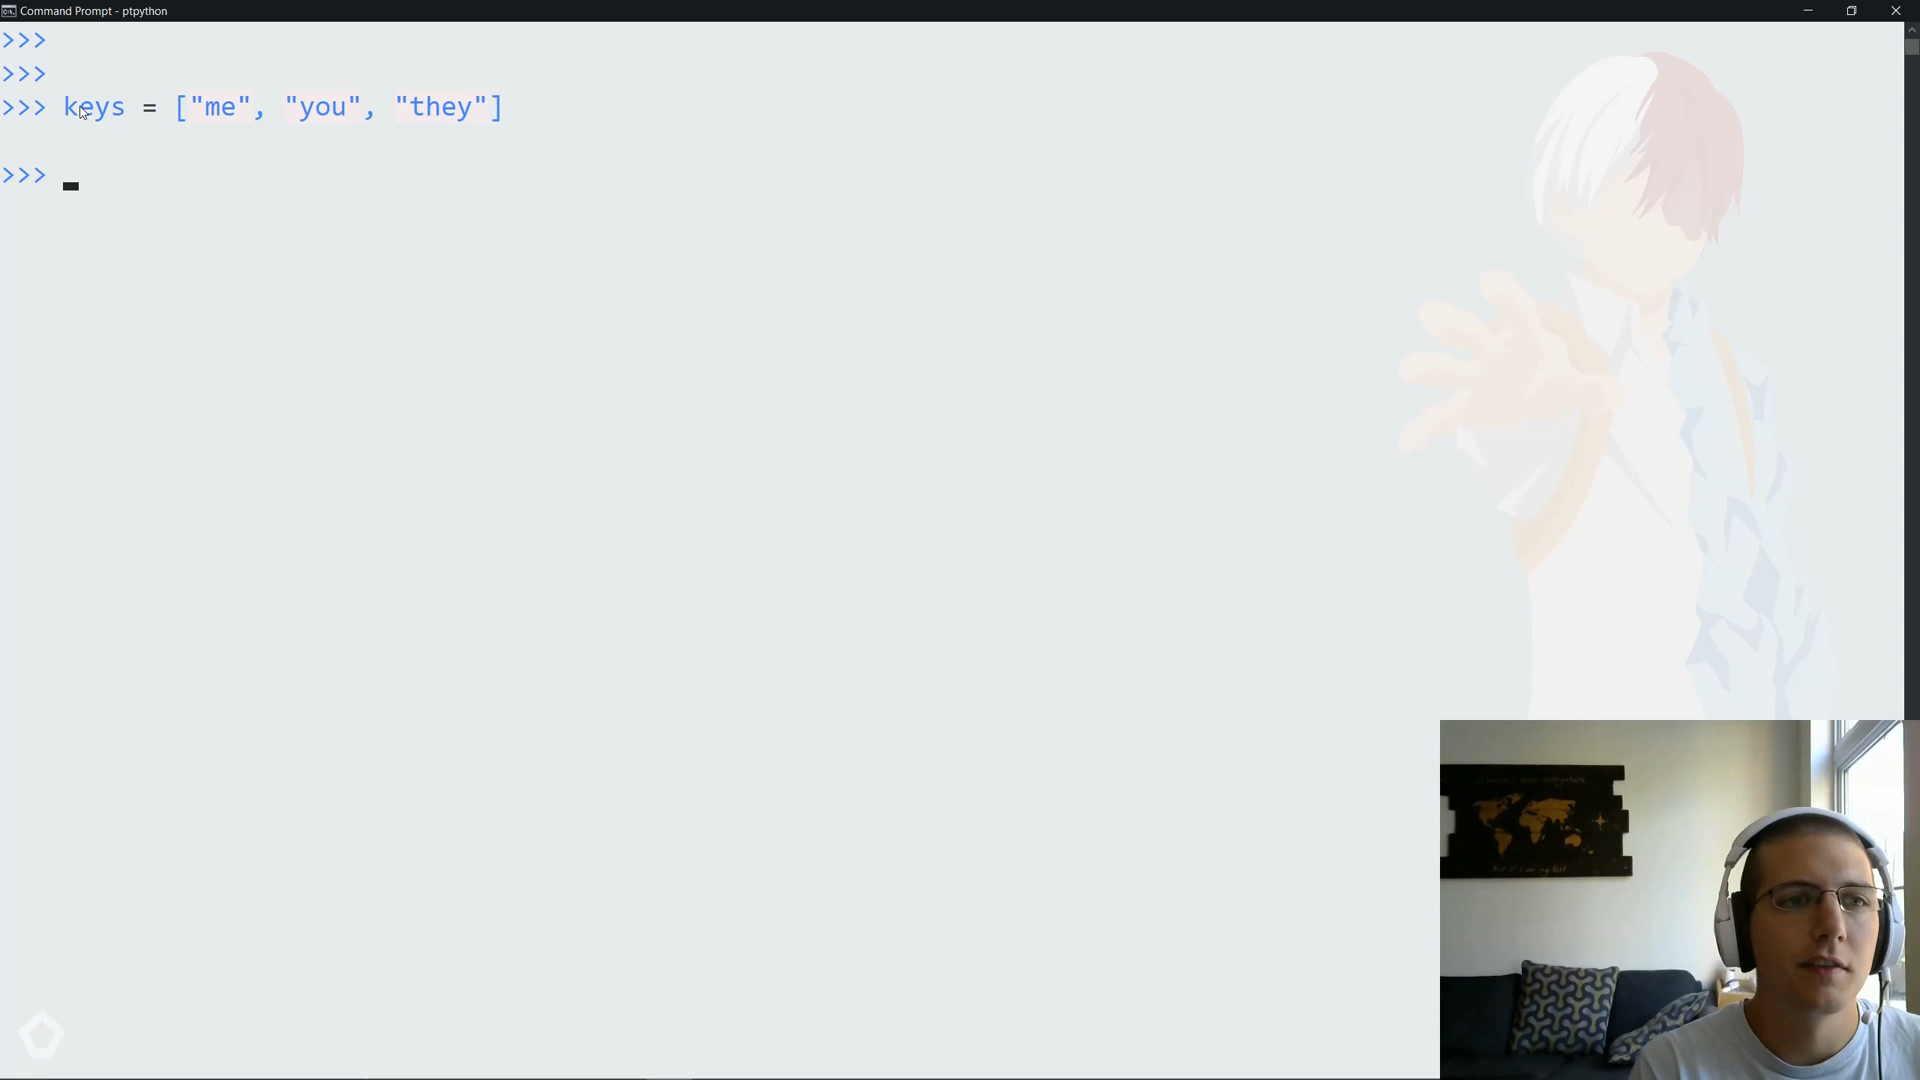 Command Prompt - ptpython
>>>
>>>
>>> keys = ["me", "you", "they"]
>>>